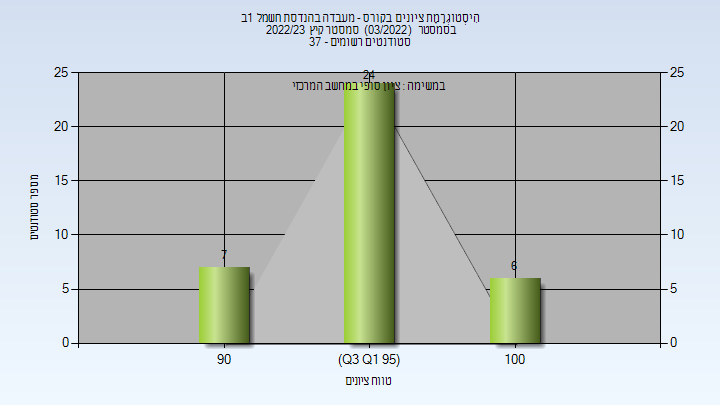 הִיסְטוֹגְרַמַת ציונים בקורס - מעבדה בהנדסת חשמל 1ב
בסמסטר (03/2022) סמסטר קיץ 2022/23
סטודנטים רשומים - 37
במשימה : ציון סופי במחשב המרכזי
25
20
15
10
5
0
25
20
15
10
5
0
מספר סטודנטים
7
24
6
90
(Q3 Q1 95)
100
טווח ציונים